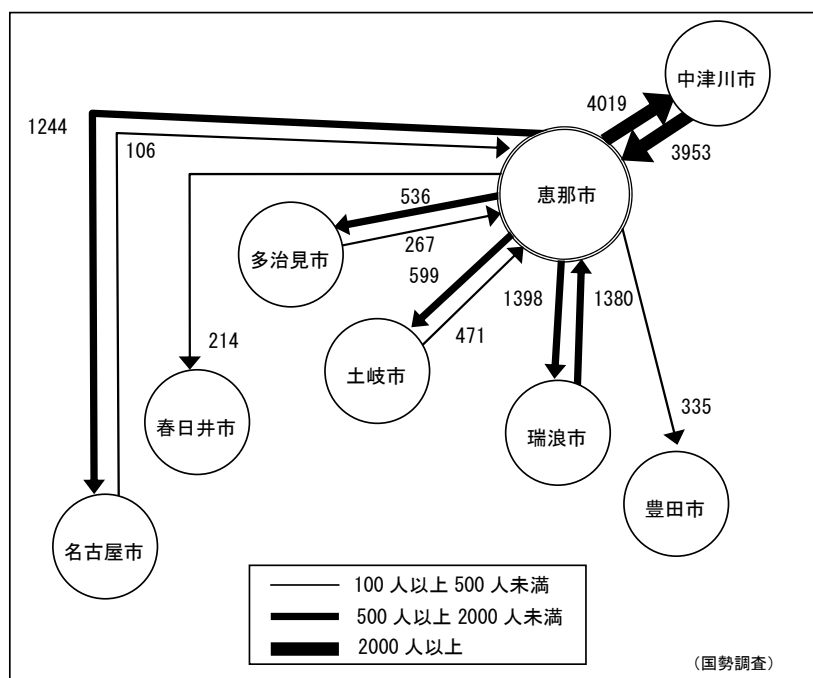 中津川市
4019
1244
106
3953
恵那市
536
267
多治見市
599
1398
1380
471
214
土岐市
335
春日井市
瑞浪市
豊田市
名古屋市
100 人以上 500 人未満
500 人以上 2000 人未満
2000 人以上
(国勢調査)